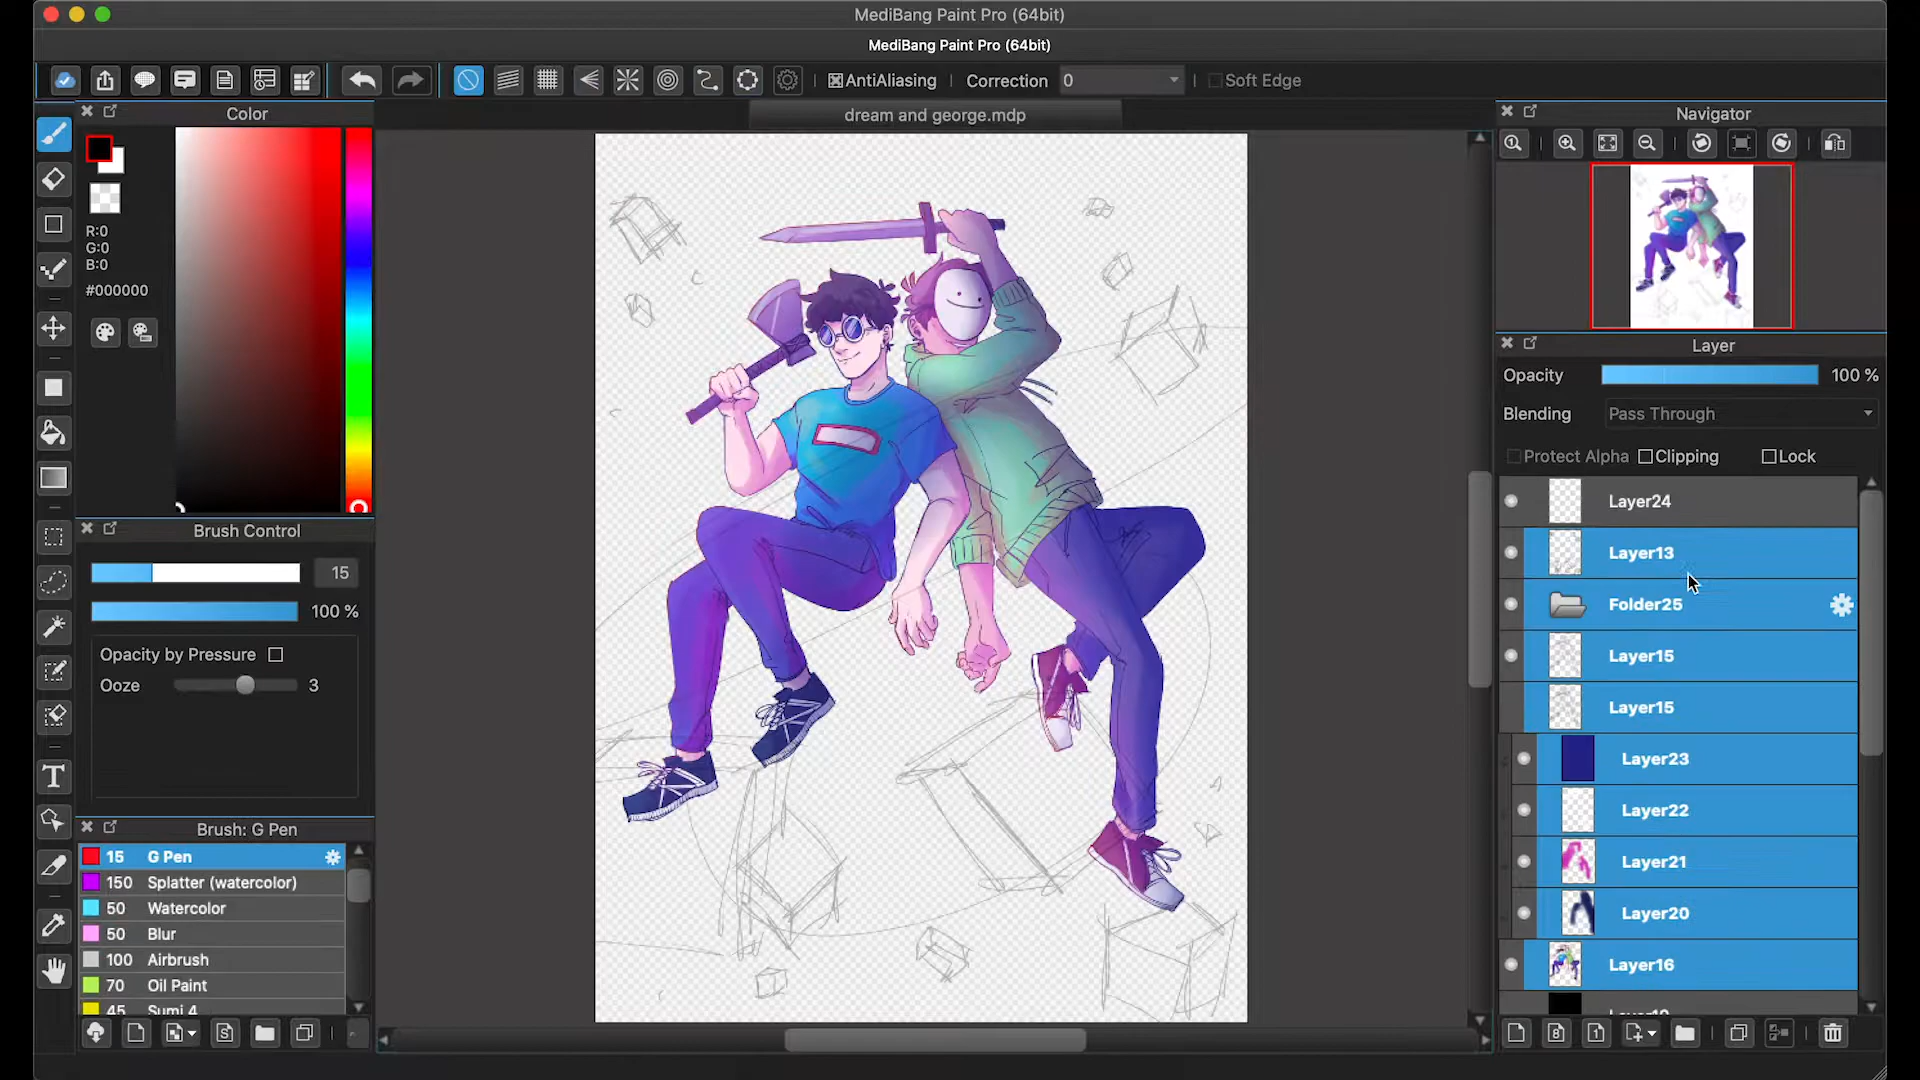 MediBang Paint Pro (64bit)
MediBang Paint Pro (64bit)
AntiAliasing
Correction 0
Soft Edge
Color
dream and george.mdp
Navigator
R:0
G:0
B:0
#000000
Layer
Opacity 100 %
Blending Pass Through
Protect Alpha Clipping Lock
Layer24
Layer13
Folder25
Layer15
Layer15
Layer23
Layer22
Layer21
Layer20
Layer16
Brush Control
15
100 %
Opacity by Pressure
Ooze 3
Brush: G Pen
15 G Pen
150 Splatter (watercolor)
50 Watercolor
50 Blur
100 Airbrush
70 Oil Paint
45 Sumi 4